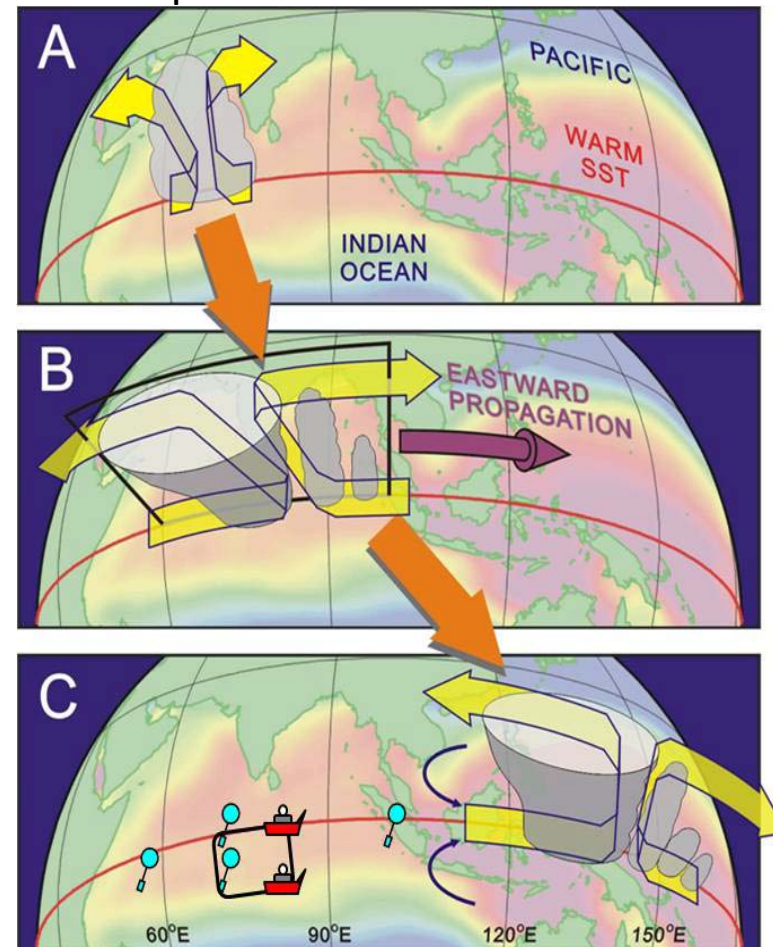 A
PACIFIC
WARM
SST
INDIAN
OCEAN
B
EASTWARD
PROPAGATION
C
60°E 90°E 120°E 150°E